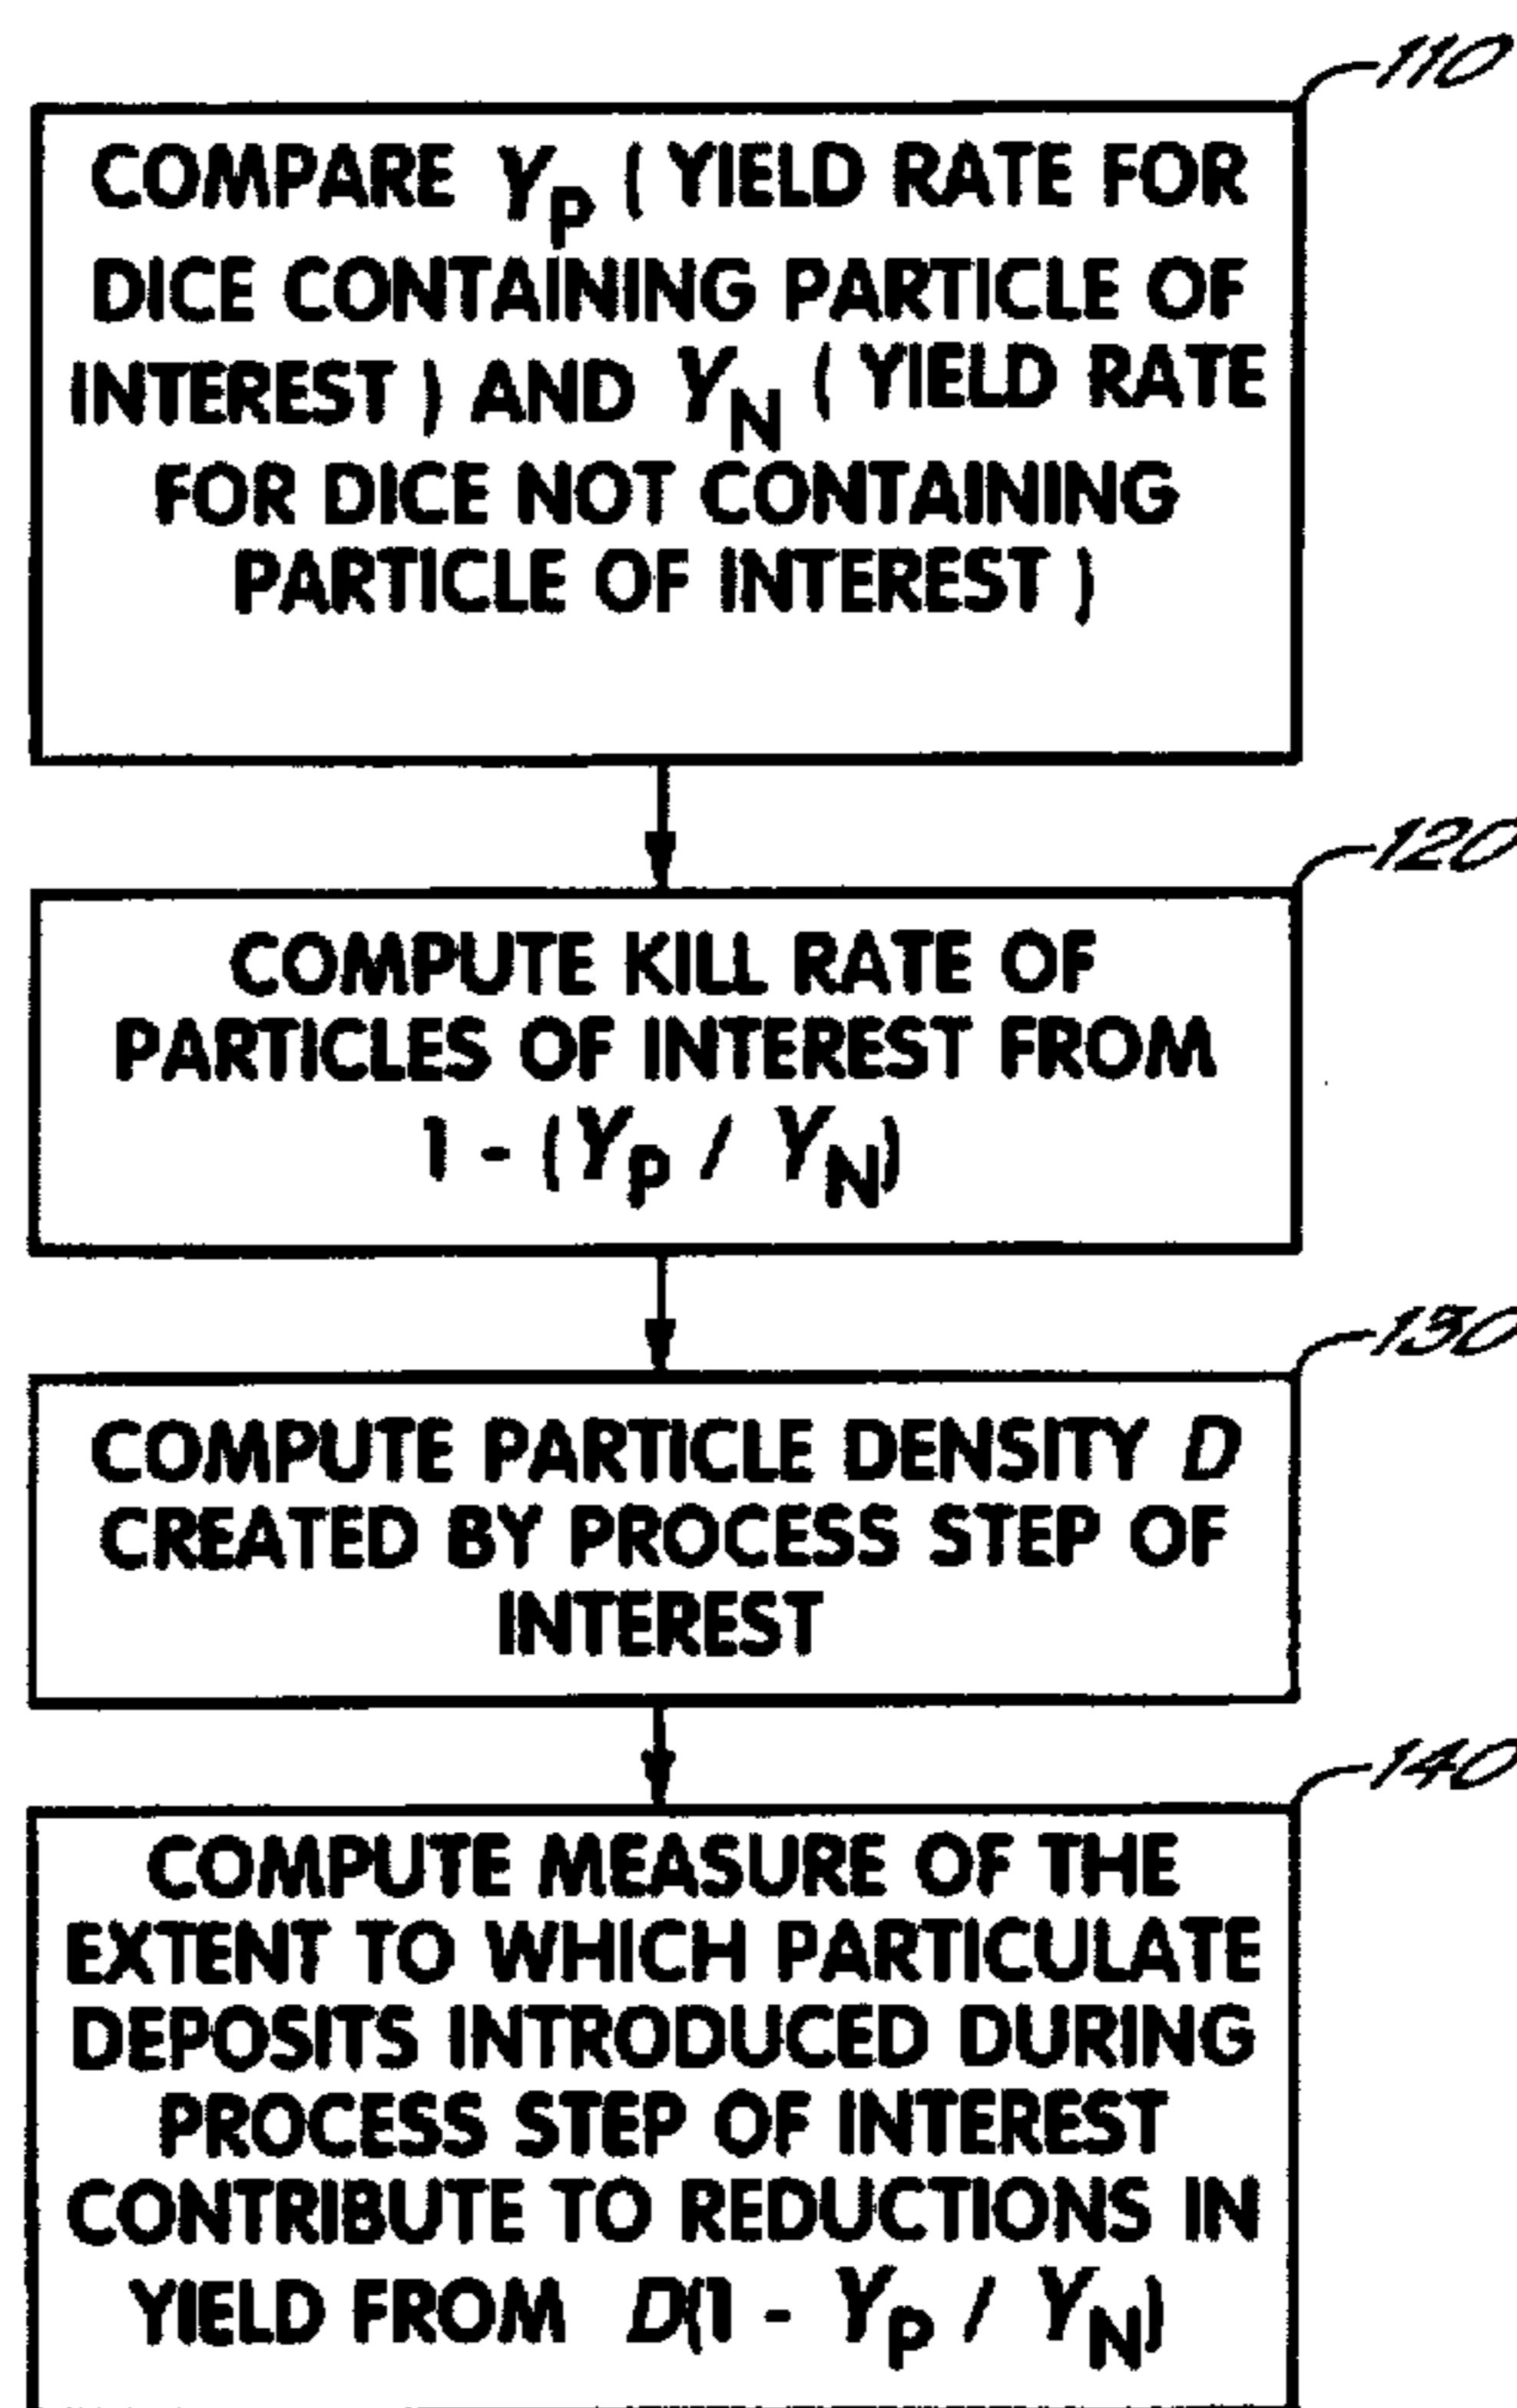 110
COMPARE YP ( YIELD RATE FOR
DICE CONTAINING PARTICLE OF
INTEREST ) AND YN ( YIELD RATE
FOR DICE NOT CONTAINING
PARTICLE OF INTEREST )
120
COMPUTE KILL RATE OF
PARTICLES OF INTEREST FROM
1 - (YP / YN)
130
COMPUTE PARTICLE DENSITY D
CREATED BY PROCESS STEP OF
INTEREST
140
COMPUTE MEASURE OF THE
EXTENT TO WHICH PARTICULATE
DEPOSITS INTRODUCED DURING
PROCESS STEP OF INTEREST
CONTRIBUTE TO REDUCTIONS IN
YIELD FROM D(1 - YP / YN)